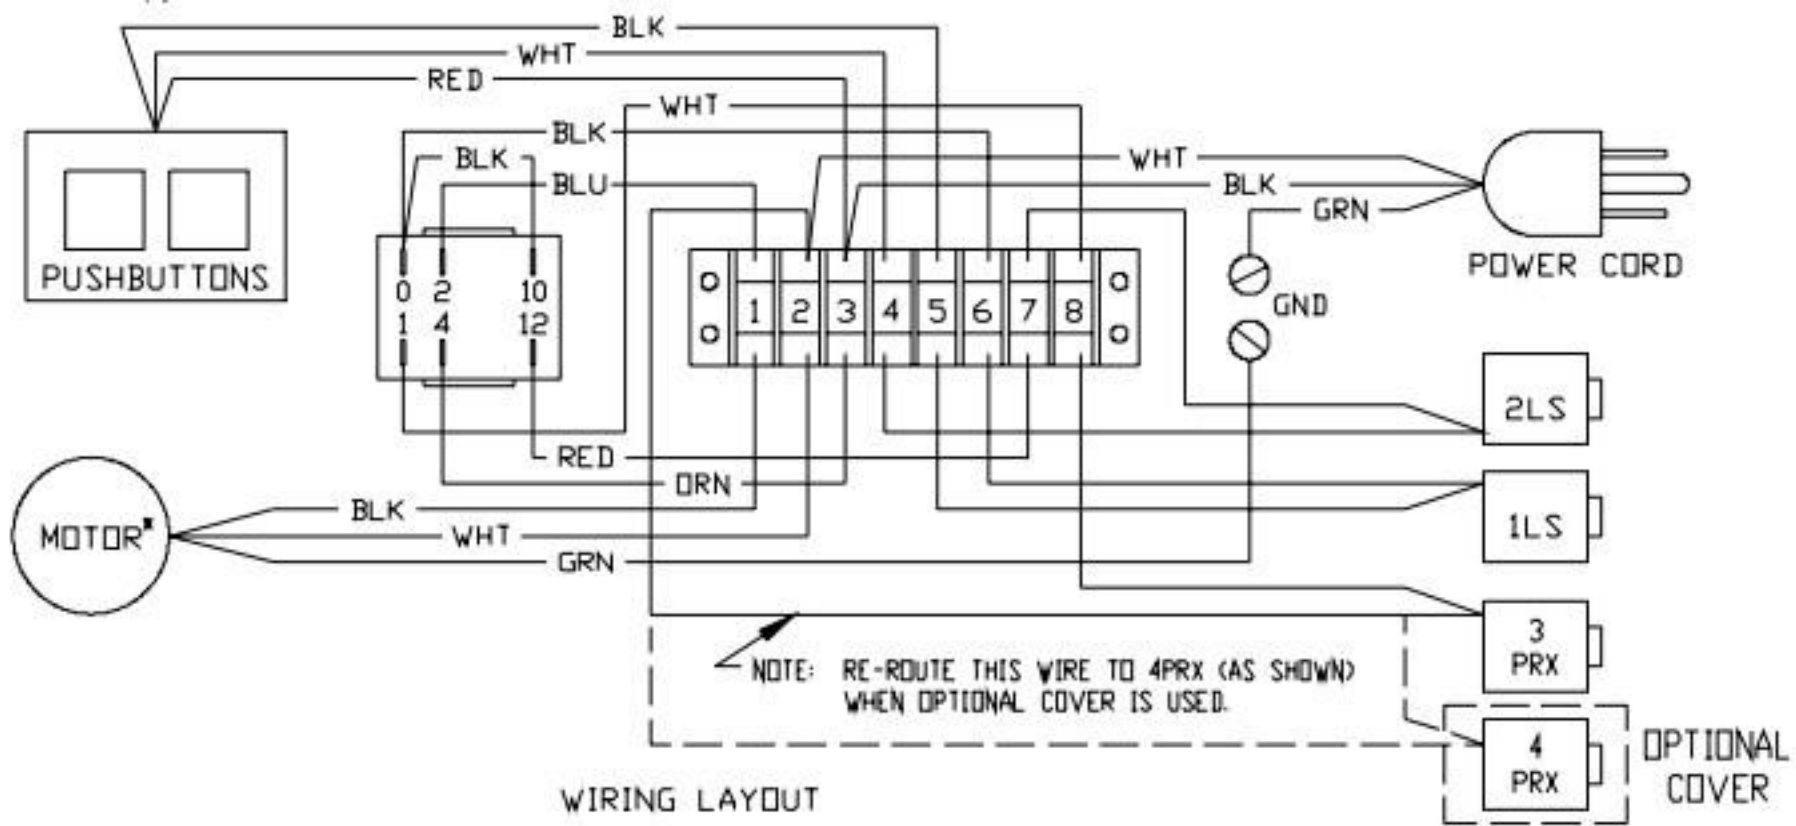 BLK
WHT
RED
WHT
BLK
BLK
BLU
WHT
BLK
GRN
PUSHBUTTONS
0 2 10
1 4 12
1 2 3 4 5 6 7 8
POWER CORD
GND
2LS
RED
ORN
BLK
WHT
GRN
MOTOR*
1LS
3
PRX
NOTE: RE-ROUTE THIS WIRE TO 4PRX (AS SHOWN)
WHEN OPTIONAL COVER IS USED.
4
PRX
OPTIONAL
COVER
WIRING LAYOUT